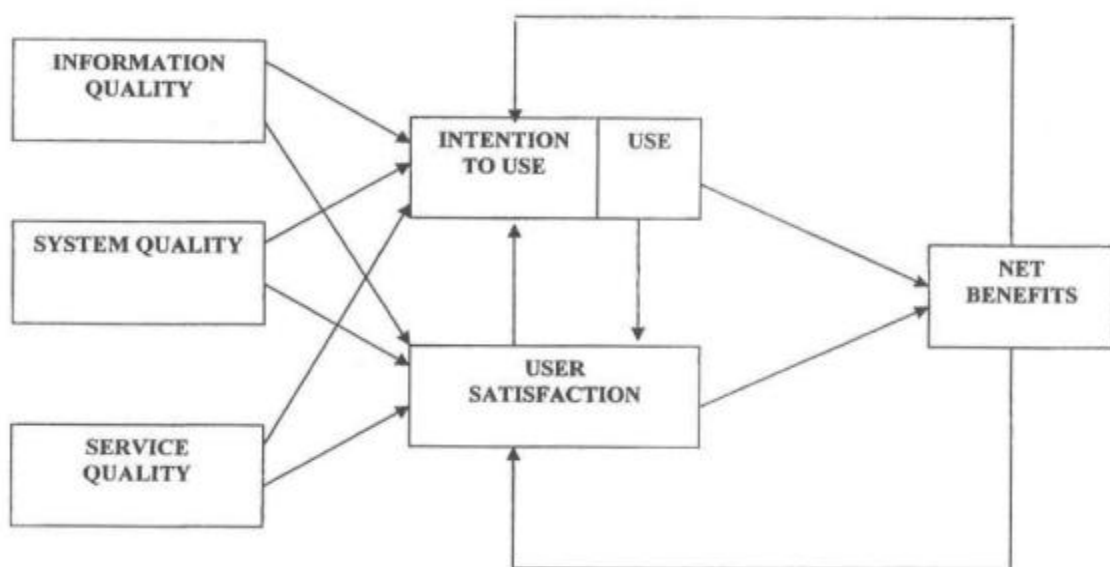 INFORMATION
QUALITY
INTENTION
TO USE
USE
SYSTEM QUALITY
NET
BENEFITS
USER
SATISFACTION
SERVICE
QUALITY